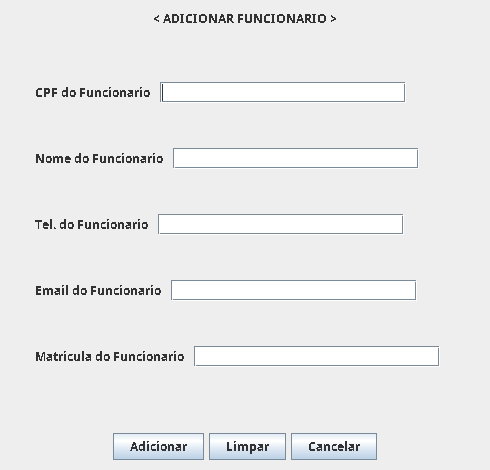 < ADICIONAR FUNCIONARIO >
CPF do Funcionario
Nome do Funcionario
Tel. do Funcionario
Email do Funcionario
Matricula do Funcionario
Adicionar Limpar Cancelar